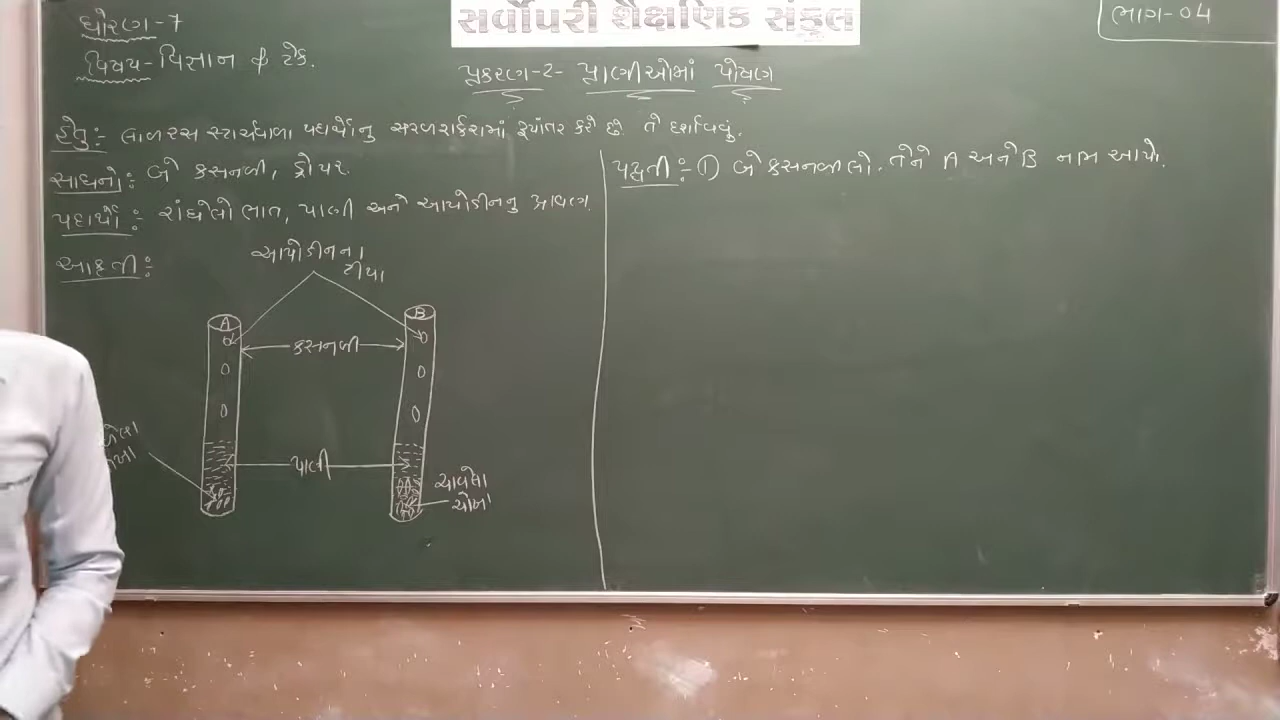 સર્વોપરી શૈક્ષણિક સંકુલ
ધોરણ-7
ભાગ-04
વિષય-વિજ્ઞાન & ટેક.
પ્રકરણ-2- પ્રાણીઓમાં પોષણ
હેતુ:- લાળરસ સ્ટાર્ચવાળા પદાર્થોનુ સરળશર્કરામાં રૂપાંતર કરે છે તે દર્શાવવું.
સાધનો: બે કસનળી, ડ્રોપર.
પદાર્થો: રાંધેલો ભાત, પાણી અને આયોડીનનુ દ્રાવણ.
આકૃતી:
આયોડીનના
ટીપા
A
B
કસનળી
પાણી
ચાવેલા
ચોખા
પદ્ધતી:- ① બે કસનળી લો. તેને A અને B નામ આપો.